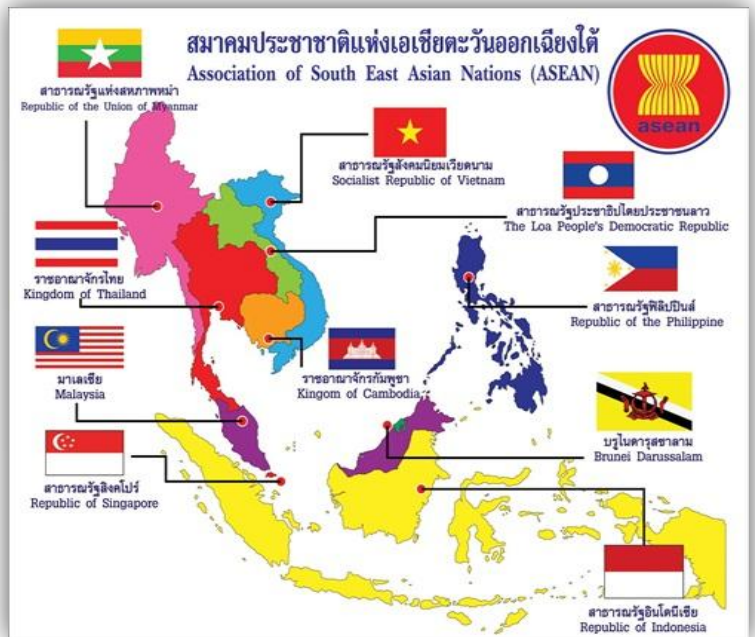 สมาคมประชาชาติแห่งเอเชียตะวันออกเฉียงใต้
Association of South East Asian Nations (ASEAN)
asean
สาธารณรัฐแห่งสหภาพพม่า
Republic of the Union of Myanmar
สาธารณรัฐสังคมนิยมเวียดนาม
Socialist Republic of Vietnam
สาธารณรัฐประชาธิปไตยประชาชนลาว
The Loa People's Democratic Republic
ราชอาณาจักรไทย
Kingdom of Thailand
สาธารณรัฐฟิลิปปินส์
Republic of the Philippine
มาเลเซีย
Malaysia
ราชอาณาจักรกัมพูชา
Kingom of Cambodia
บรูไนดารุสซาลาม
Brunei Darussalam
สาธารณรัฐสิงคโปร์
Republic of Singapore
สาธารณรัฐอินโดนีเซีย
Republic of Indonesia